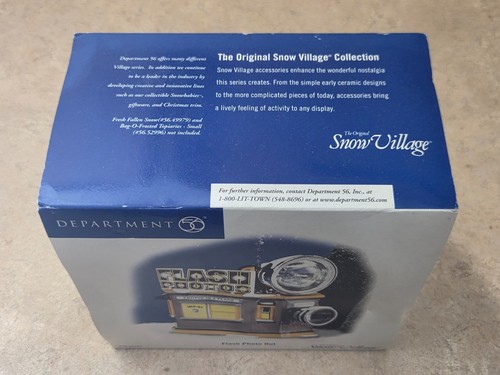 Department 56 offers many different
Village series. In addition we continue
to be a leader in the industry by
developing creative and innovative lines
such as our collectible Snowbabies™,
giftware, and Christmas trim.
Fresh Fallen Snow(#56.49979) and
Bag-O-Frosted Topiaries - Small
(#56.52996) not included.
The Original Snow Village® Collection
Snow Village accessories enhance the wonderful nostalgia
this series creates. From the simple early ceramic designs
to the more complicated pieces of today, accessories bring
a lively feeling of activity to any display.
The Original
Snow Village®
For further information, contact Department 56, Inc., at
1-800-LIT-TOWN (548-8696) or at www.department56.com
DEPARTMENT 56®
FLASH
PHOTOS
Flash Photo Hut